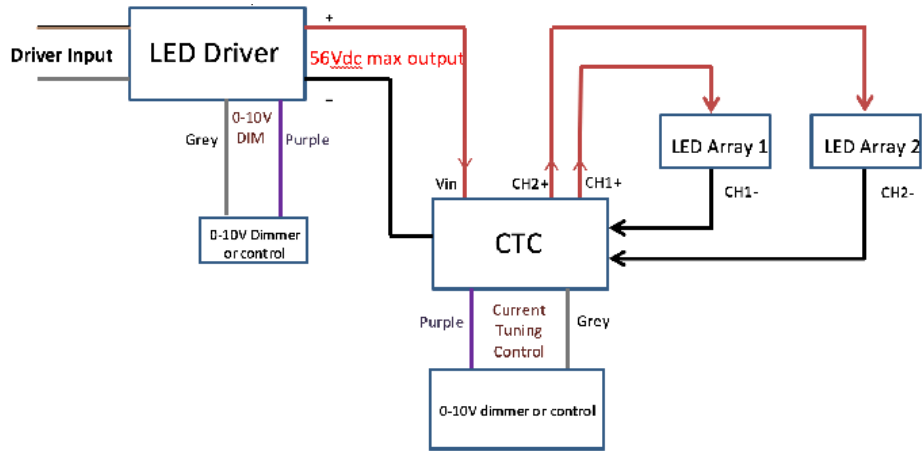 +
Driver Input
LED Driver
56Vdc max output
–
Grey
0-10V
DIM
Purple
0-10V Dimmer
or control
Vin
CH2+
CH1+
LED Array 1
LED Array 2
CH1-
CH2-
CTC
Purple
Current
Tuning
Control
Grey
0-10V dimmer or control